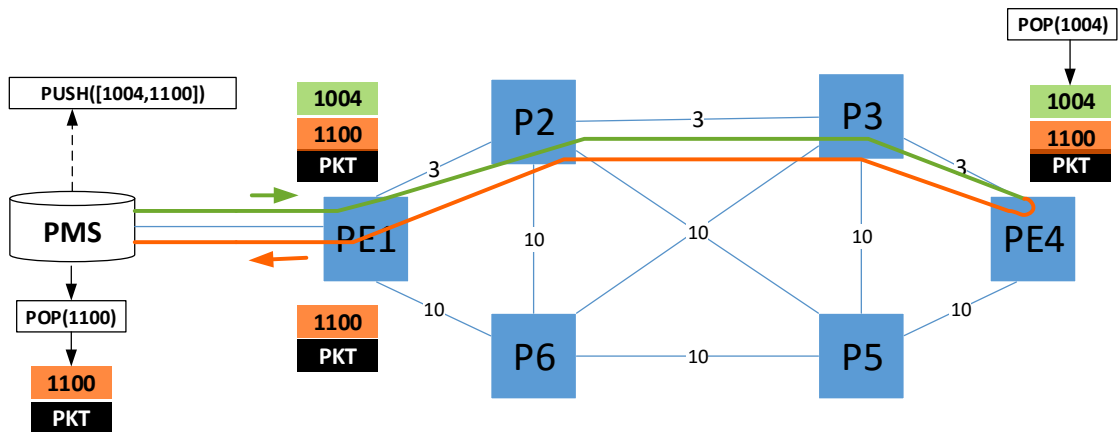 POP(1004)
PUSH([1004,1100])
1004
1100
PKT
1004
1100
PKT
P2
3
P3
3
3
PMS
PE1
10
10
10
PE4
10
1100
PKT
10
POP(1100)
P6
10
P5
1100
PKT